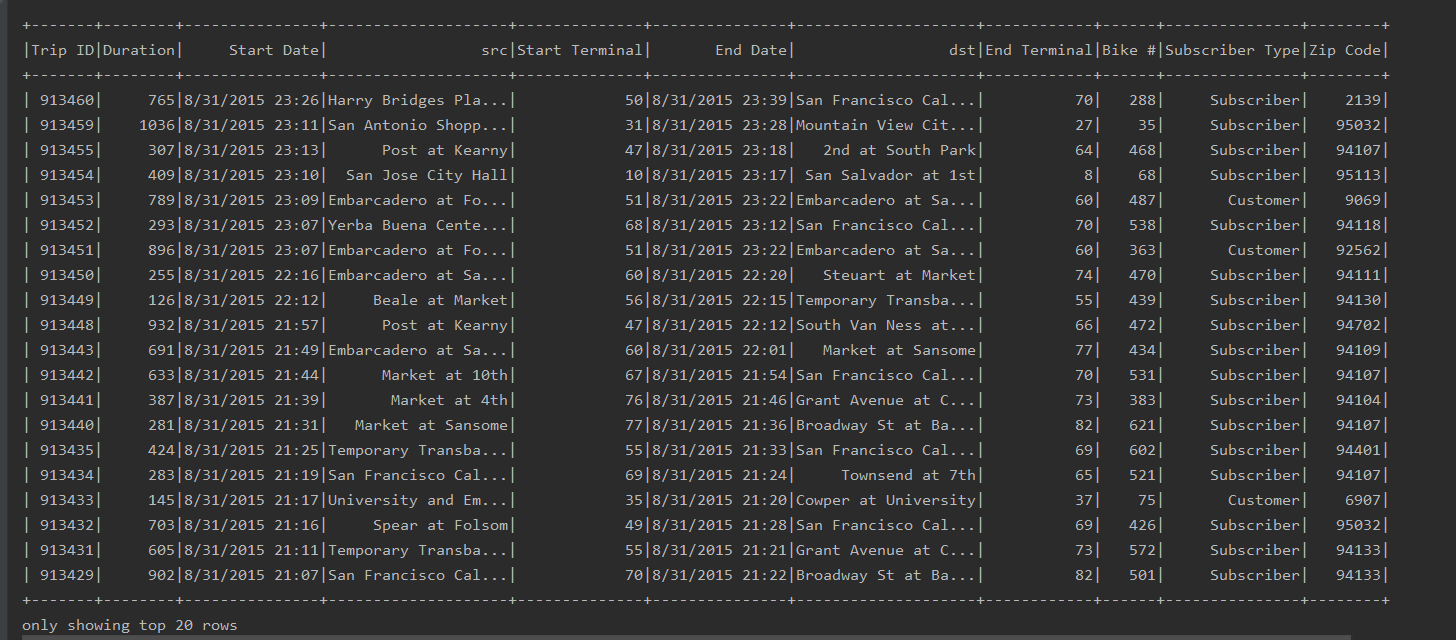 +-------+--------+---------------+--------------------+--------------+---------------+--------------------+------------+------+---------------+--------+
|Trip ID|Duration|     Start Date|                 src|Start Terminal|       End Date|                 dst|End Terminal|Bike #|Subscriber Type|Zip Code|
+-------+--------+---------------+--------------------+--------------+---------------+--------------------+------------+------+---------------+--------+
| 913460|     765|8/31/2015 23:26|Harry Bridges Pla...|            50|8/31/2015 23:39|San Francisco Cal...|          70|   288|     Subscriber|    2139|
| 913459|    1036|8/31/2015 23:11|San Antonio Shopp...|            31|8/31/2015 23:28|Mountain View Cit...|          27|    35|     Subscriber|   95032|
| 913455|     307|8/31/2015 23:13|      Post at Kearny|            47|8/31/2015 23:18|   2nd at South Park|          64|   468|     Subscriber|   94107|
| 913454|     409|8/31/2015 23:10|  San Jose City Hall|            10|8/31/2015 23:17| San Salvador at 1st|           8|    68|     Subscriber|   95113|
| 913453|     789|8/31/2015 23:09|Embarcadero at Fo...|            51|8/31/2015 23:22|Embarcadero at Sa...|          60|   487|       Customer|    9069|
| 913452|     293|8/31/2015 23:07|Yerba Buena Cente...|            68|8/31/2015 23:12|San Francisco Cal...|          70|   538|     Subscriber|   94118|
| 913451|     896|8/31/2015 23:07|Embarcadero at Fo...|            51|8/31/2015 23:22|Embarcadero at Sa...|          60|   363|       Customer|   92562|
| 913450|     255|8/31/2015 22:16|Embarcadero at Sa...|            60|8/31/2015 22:20|   Steuart at Market|          74|   470|     Subscriber|   94111|
| 913449|     126|8/31/2015 22:12|     Beale at Market|            56|8/31/2015 22:15|Temporary Transba...|          55|   439|     Subscriber|   94130|
| 913448|     932|8/31/2015 21:57|      Post at Kearny|            47|8/31/2015 22:12|South Van Ness at...|          66|   472|     Subscriber|   94702|
| 913443|     691|8/31/2015 21:49|Embarcadero at Sa...|            60|8/31/2015 22:01|   Market at Sansome|          77|   434|     Subscriber|   94109|
| 913442|     633|8/31/2015 21:44|      Market at 10th|            67|8/31/2015 21:54|San Francisco Cal...|          70|   531|     Subscriber|   94107|
| 913441|     387|8/31/2015 21:39|       Market at 4th|            76|8/31/2015 21:46|Grant Avenue at C...|          73|   383|     Subscriber|   94104|
| 913440|     281|8/31/2015 21:31|   Market at Sansome|            77|8/31/2015 21:36|Broadway St at Ba...|          82|   621|     Subscriber|   94107|
| 913435|     424|8/31/2015 21:25|Temporary Transba...|            55|8/31/2015 21:33|San Francisco Cal...|          69|   602|     Subscriber|   94401|
| 913434|     283|8/31/2015 21:19|San Francisco Cal...|            69|8/31/2015 21:24|     Townsend at 7th|          65|   521|     Subscriber|   94107|
| 913433|     145|8/31/2015 21:17|University and Em...|            35|8/31/2015 21:20|Cowper at University|          37|    75|       Customer|    6907|
| 913432|     703|8/31/2015 21:16|     Spear at Folsom|            49|8/31/2015 21:28|San Francisco Cal...|          69|   426|     Subscriber|   95032|
| 913431|     605|8/31/2015 21:11|Temporary Transba...|            55|8/31/2015 21:21|Grant Avenue at C...|          73|   572|     Subscriber|   94133|
| 913429|     902|8/31/2015 21:07|San Francisco Cal...|            70|8/31/2015 21:22|Broadway St at Ba...|          82|   501|     Subscriber|   94133|
+-------+--------+---------------+--------------------+--------------+---------------+--------------------+------------+------+---------------+--------+
only showing top 20 rows